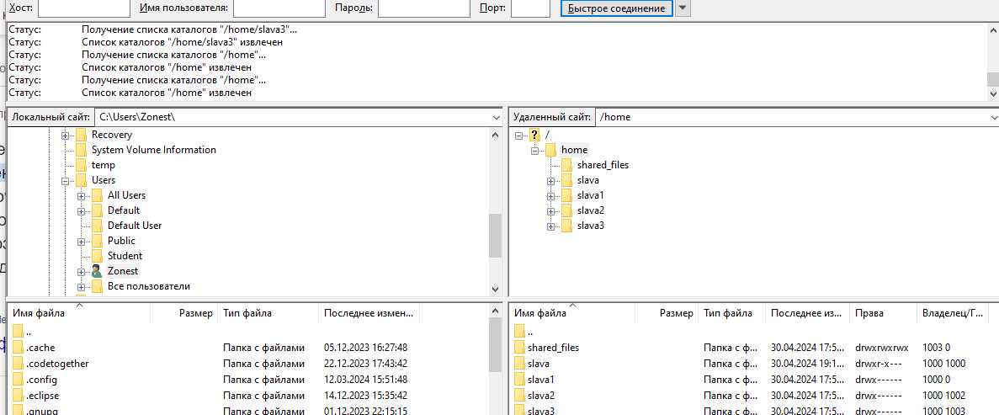 Хост: Имя пользователя: Пароль: Порт: Быстрое соединение
Статус: Получение списка каталогов "/home/slava3"...
Статус: Список каталогов "/home/slava3" извлечен
Статус: Получение списка каталогов "/home"...
Статус: Список каталогов "/home" извлечен
Статус: Получение списка каталогов "/home"...
Статус: Список каталогов "/home" извлечен
Локальный сайт: C:\Users\Zonest\
Recovery
System Volume Information
temp
Users
All Users
Default
Default User
Public
Student
Zonest
Все пользователи
Имя файла Размер Тип файла Последнее измен...
..
.cache Папка с файлами 05.12.2023 16:27:48
.codetogether Папка с файлами 22.12.2023 17:43:42
.config Папка с файлами 12.03.2024 15:51:48
.eclipse Папка с файлами 14.12.2023 15:35:42
.gnupg Папка с файлами 01.12.2023 22:15:15
Удаленный сайт: /home
/
home
shared_files
slava
slava1
slava2
slava3
Имя файла Размер Тип файла Последнее из... Права Владелец/Г...
..
shared_files Папка с ф... 30.04.2024 17:5... drwxrwxrwx 1003 0
slava Папка с ф... 30.04.2024 19:1... drwxr-x--- 1000 1000
slava1 Папка с ф... 30.04.2024 17:5... drwx------ 1000 0
slava2 Папка с ф... 30.04.2024 17:5... drwx------ 1000 1002
slava3 Папка с ф... 30.04.2024 17:5... drwx------ 1000 1003